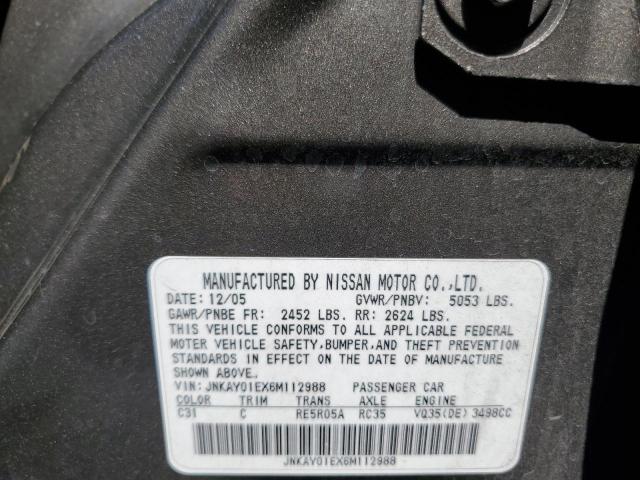 MANUFACTURED BY NISSAN MOTOR CO.,LTD.
DATE: 12/05 GVWR/PNBV: 5053 LBS.
GAWR/PNBE FR: 2452 LBS. RR: 2624 LBS.
THIS VEHICLE CONFORMS TO ALL APPLICABLE FEDERAL
MOTOR VEHICLE SAFETY,BUMPER,AND THEFT PREVENTION
STANDARDS IN EFFECT ON THE DATE OF MANUFACTURE
SHOWN ABOVE.
VIN: JNKAY01EX6M112988 PASSENGER CAR
COLOR TRIM TRANS AXLE ENGINE
C31 C RE5R05A RC35 VQ35(DE) 3498CC
JNKAY01EX6M112988